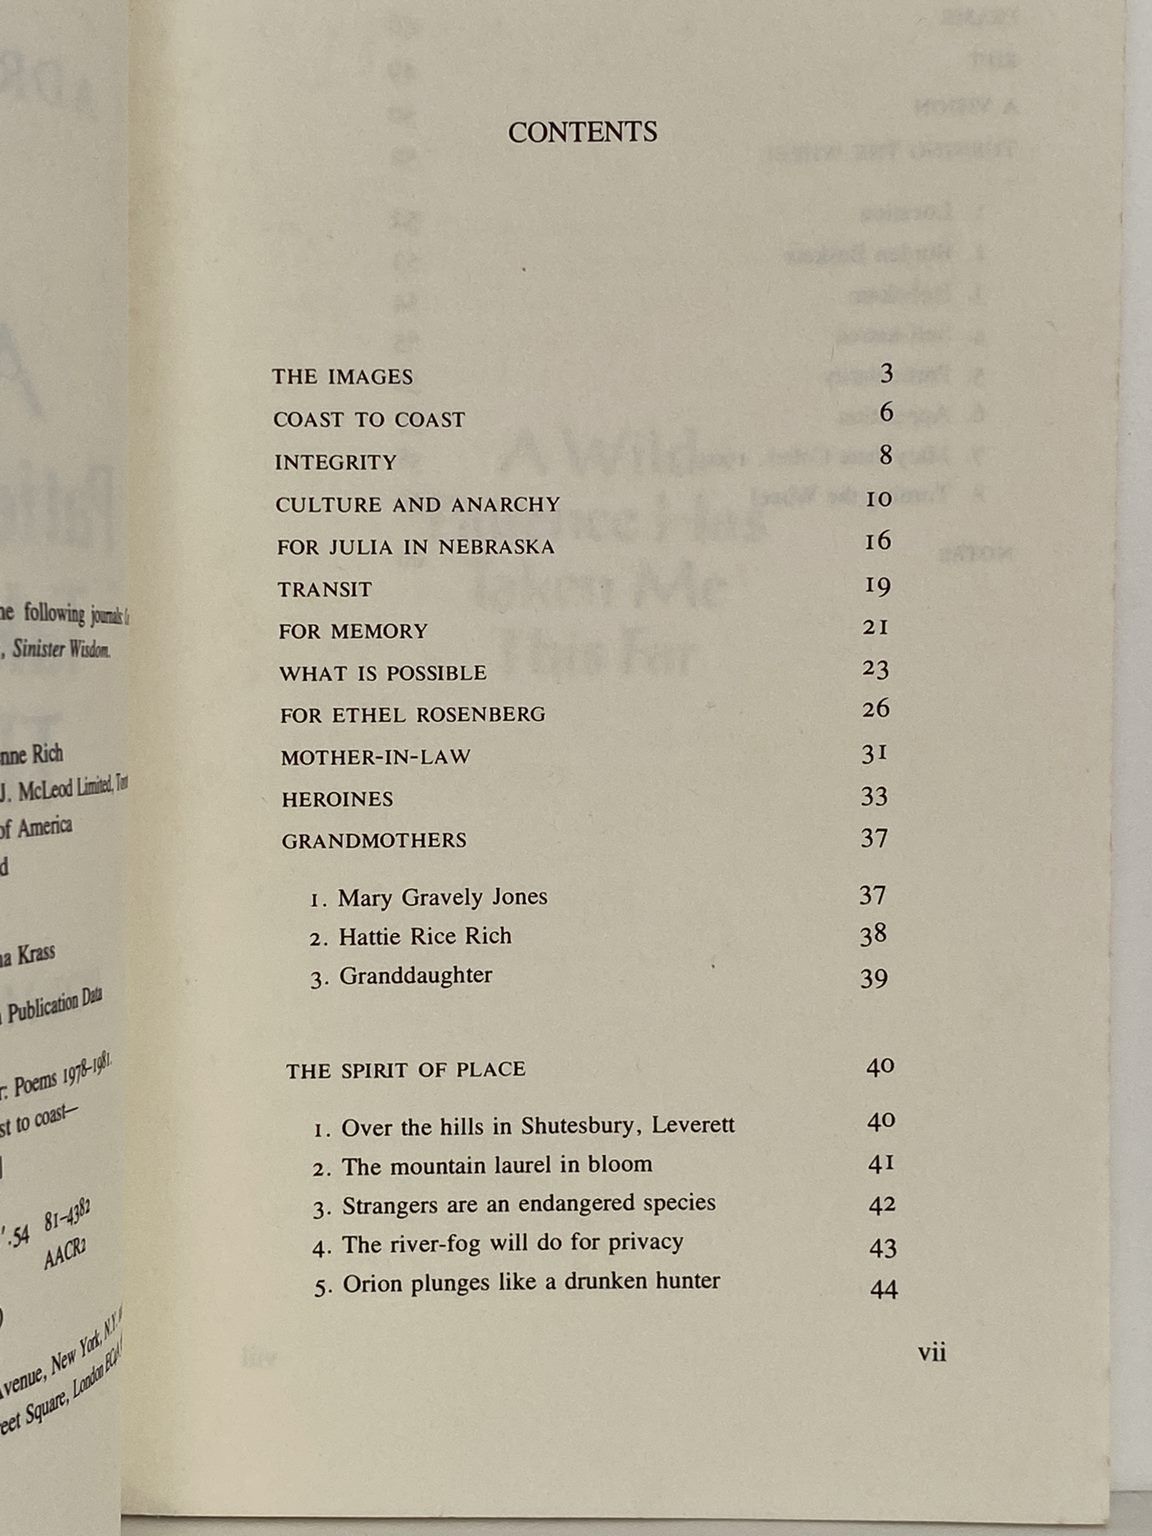 he following journals
, Sinister Wisdom.
nne Rich
J. McLeod Limited,
of America
d
na Krass
Publication Data
r: Poems 1978-1981.
st to coast—
]
'.54 81-4382
AACR2
)
Avenue, New York, N.Y.
reet Square, London
CONTENTS
THE IMAGES 3
COAST TO COAST 6
INTEGRITY 8
CULTURE AND ANARCHY 10
FOR JULIA IN NEBRASKA 16
TRANSIT 19
FOR MEMORY 21
WHAT IS POSSIBLE 23
FOR ETHEL ROSENBERG 26
MOTHER-IN-LAW 31
HEROINES 33
GRANDMOTHERS 37
1. Mary Gravely Jones 37
2. Hattie Rice Rich 38
3. Granddaughter 39
THE SPIRIT OF PLACE 40
1. Over the hills in Shutesbury, Leverett 40
2. The mountain laurel in bloom 41
3. Strangers are an endangered species 42
4. The river-fog will do for privacy 43
5. Orion plunges like a drunken hunter 44
vii